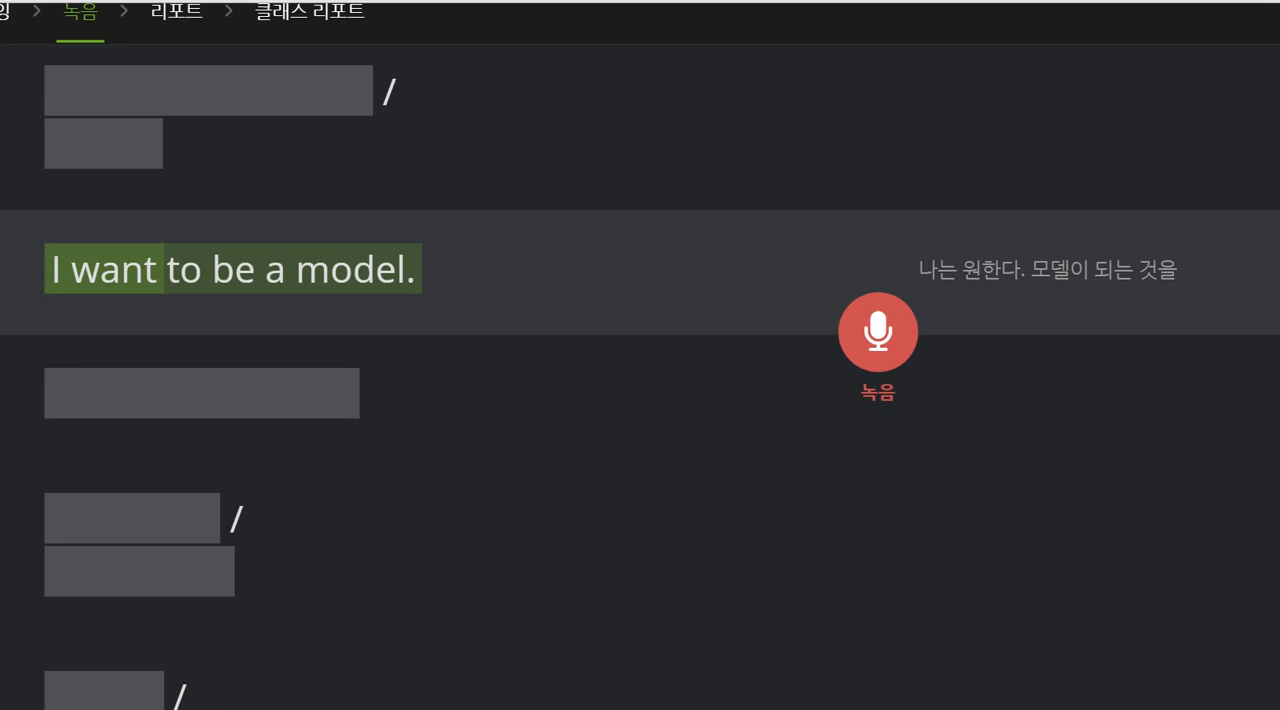 녹음 > 리포트 > 클래스 리포트
/
I want to be a model.
나는 원한다. 모델이 되는 것을
녹음
/
/